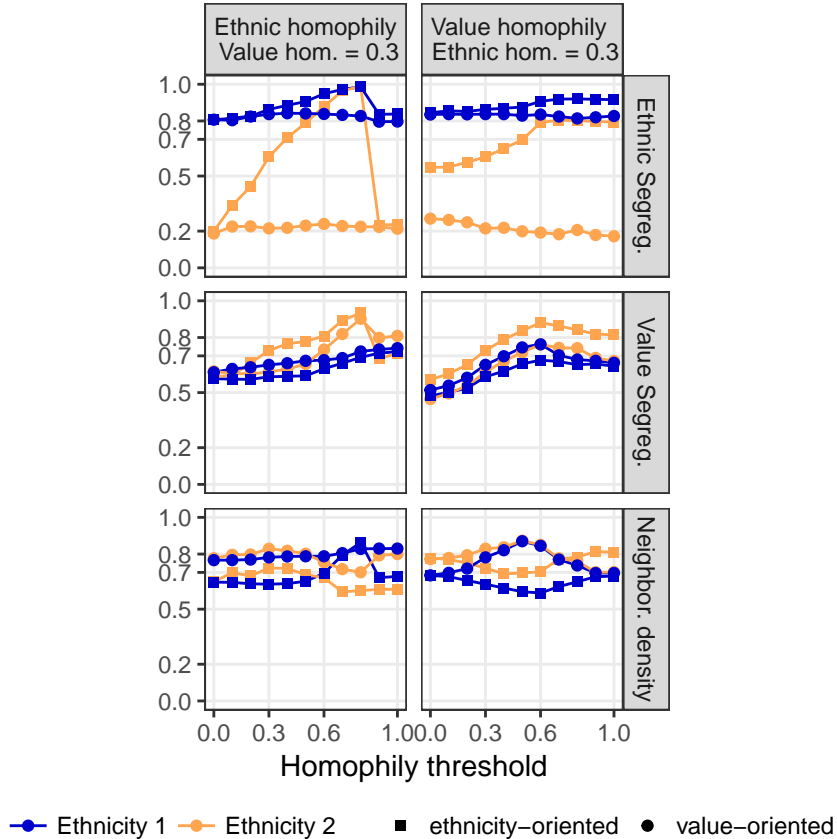 Ethnic homophily
Value hom. = 0.3
Value homophily
Ethnic hom. = 0.3
1.0
0.8
0.7
0.5
0.2
0.0
Ethnic Segreg.
1.0
0.8
0.7
0.5
0.2
0.0
Value Segreg.
1.0
0.8
0.7
0.5
0.2
0.0
Neighbor. density
0.0 0.3 0.6 1.0
0.0 0.3 0.6 1.0
Homophily threshold
Ethnicity 1 Ethnicity 2 ethnicity−oriented value−oriented